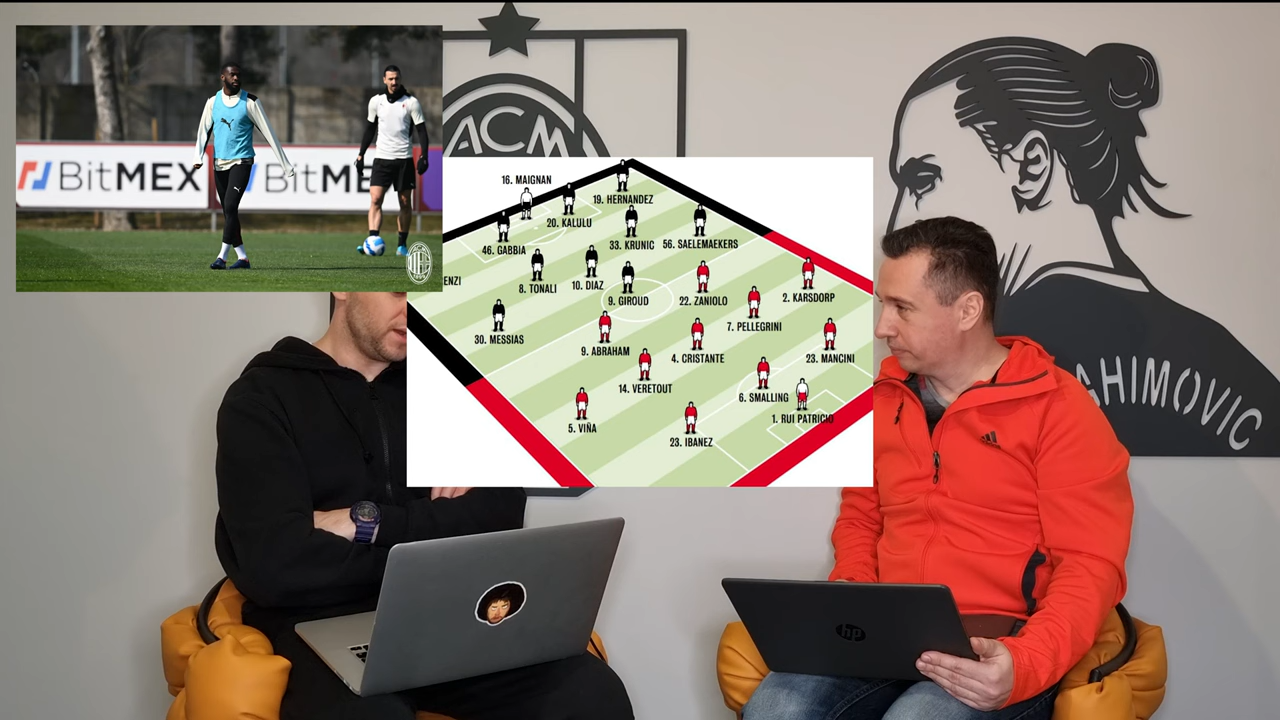 BitMEX
BitME
ACM
16. MAIGNAN
19. HERNANDEZ
20. KALULU
46. GABBIA
33. KRUNIC
56. SAELEMAEKERS
ENZI
8. TONALI
10. DIAZ
9. GIROUD
22. ZANIOLO
2. KARSDORP
7. PELLEGRINI
30. MESSIAS
9. ABRAHAM
4. CRISTANTE
23. MANCINI
14. VERETOUT
6. SMALLING
1. RUI PATRICIO
5. VIÑA
23. IBANEZ
AHIMOVIC
hp